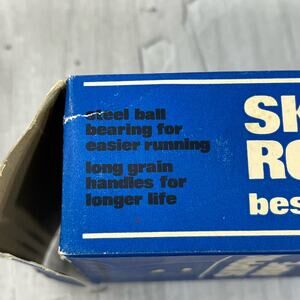 steel ball
bearing for
easier running
long grain
handles for
longer life
SK
RO
bes